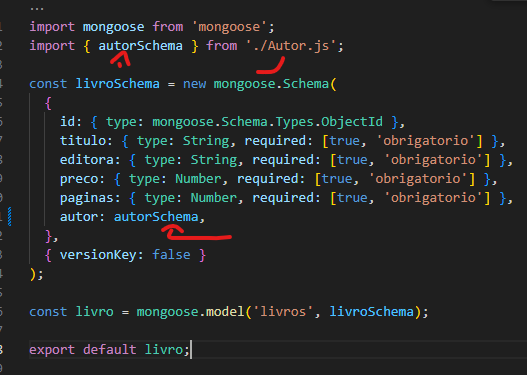 ...
import mongoose from 'mongoose';
import { autorSchema } from './Autor.js';
const livroSchema = new mongoose.Schema(
{
id: { type: mongoose.Schema.Types.ObjectId },
titulo: { type: String, required: [true, 'obrigatorio'] },
editora: { type: String, required: [true, 'obrigatorio'] },
preco: { type: Number, required: [true, 'obrigatorio'] },
paginas: { type: Number, required: [true, 'obrigatorio'] },
autor: autorSchema,
},
{ versionKey: false }
);
const livro = mongoose.model('livros', livroSchema);
export default livro;